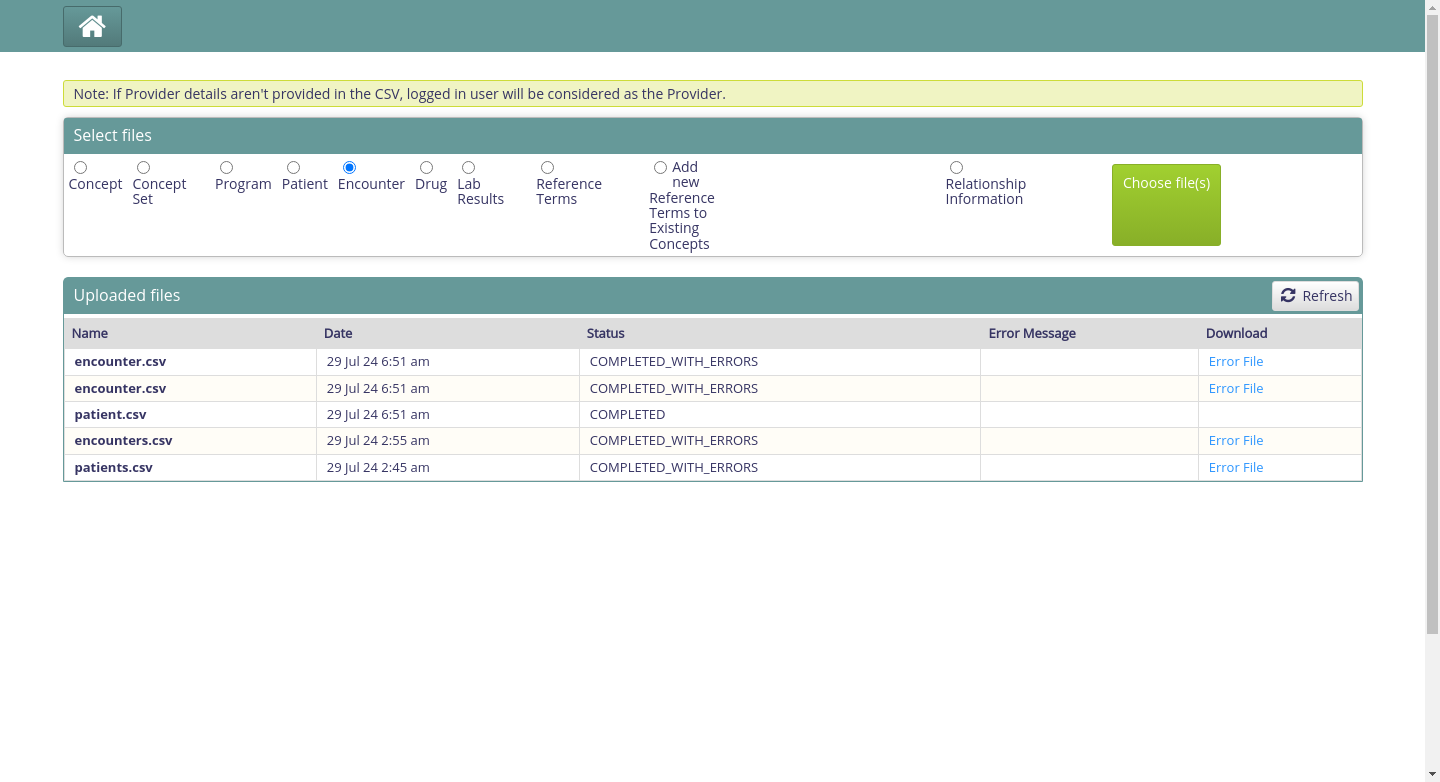 Note: If Provider details aren't provided in the CSV, logged in user will be considered as the Provider.
Select files
Concept
Concept
Set
Program
Patient
Encounter
Drug
Lab
Results
Reference
Terms
Add
new
Reference
Terms to
Existing
Concepts
Relationship
Information
Choose file(s)
Uploaded files
Refresh
Name Date Status Error Message Download
encounter.csv 29 Jul 24 6:51 am COMPLETED_WITH_ERRORS Error File
encounter.csv 29 Jul 24 6:51 am COMPLETED_WITH_ERRORS Error File
patient.csv 29 Jul 24 6:51 am COMPLETED
encounters.csv 29 Jul 24 2:55 am COMPLETED_WITH_ERRORS Error File
patients.csv 29 Jul 24 2:45 am COMPLETED_WITH_ERRORS Error File